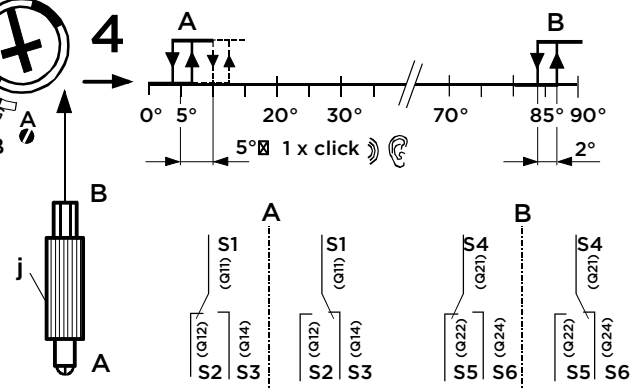 4
A
B
0° 5° 20° 30° 70° 85° 90°
A
B
5° 1 x click
2°
B
j
A
A
B
S1
(Q11)
(Q12)
(Q14)
S2
S3
S1
(Q11)
(Q12)
(Q14)
S2
S3
S4
(Q21)
(Q22)
(Q24)
S5
S6
S4
(Q21)
(Q22)
(Q24)
S5
S6